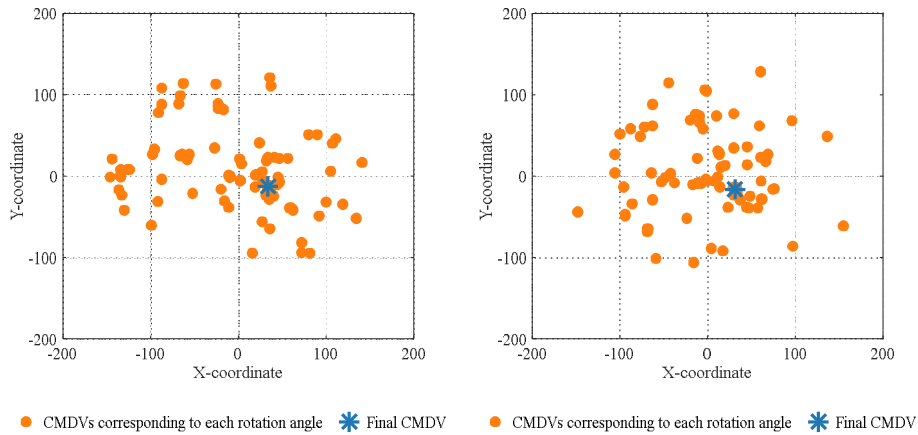 200
100
0
-100
-200
-200 -100 0 100 200
Y-coordinate
X-coordinate
CMDVs corresponding to each rotation angle Final CMDV
200
100
0
-100
-200
-200 -100 0 100 200
Y-coordinate
X-coordinate
CMDVs corresponding to each rotation angle Final CMDV